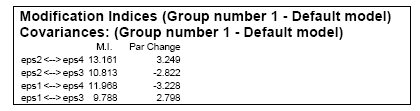 Modification Indices (Group number 1 - Default model)
Covariances: (Group number 1 - Default model)
M.I. Par Change
eps2 <--> eps4 13.161 3.249
eps2 <--> eps3 10.813 -2.822
eps1 <--> eps4 11.968 -3.228
eps1 <--> eps3 9.788 2.798